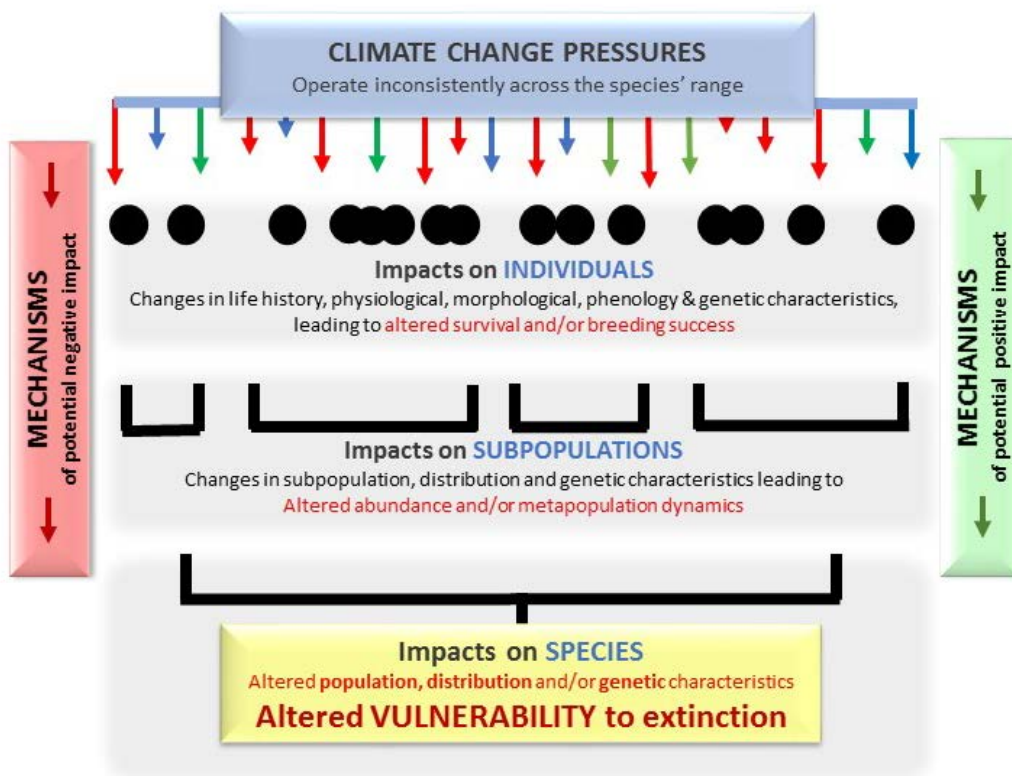 CLIMATE CHANGE PRESSURES
Operate inconsistently across the species' range
MECHANISMS
of potential negative impact
Impacts on INDIVIDUALS
Changes in life history, physiological, morphological, phenology & genetic characteristics,
leading to altered survival and/or breeding success
Impacts on SUBPOPULATIONS
Changes in subpopulation, distribution and genetic characteristics leading to
Altered abundance and/or metapopulation dynamics
Impacts on SPECIES
Altered population, distribution and/or genetic characteristics
Altered VULNERABILITY to extinction
MECHANISMS
of potential positive impact